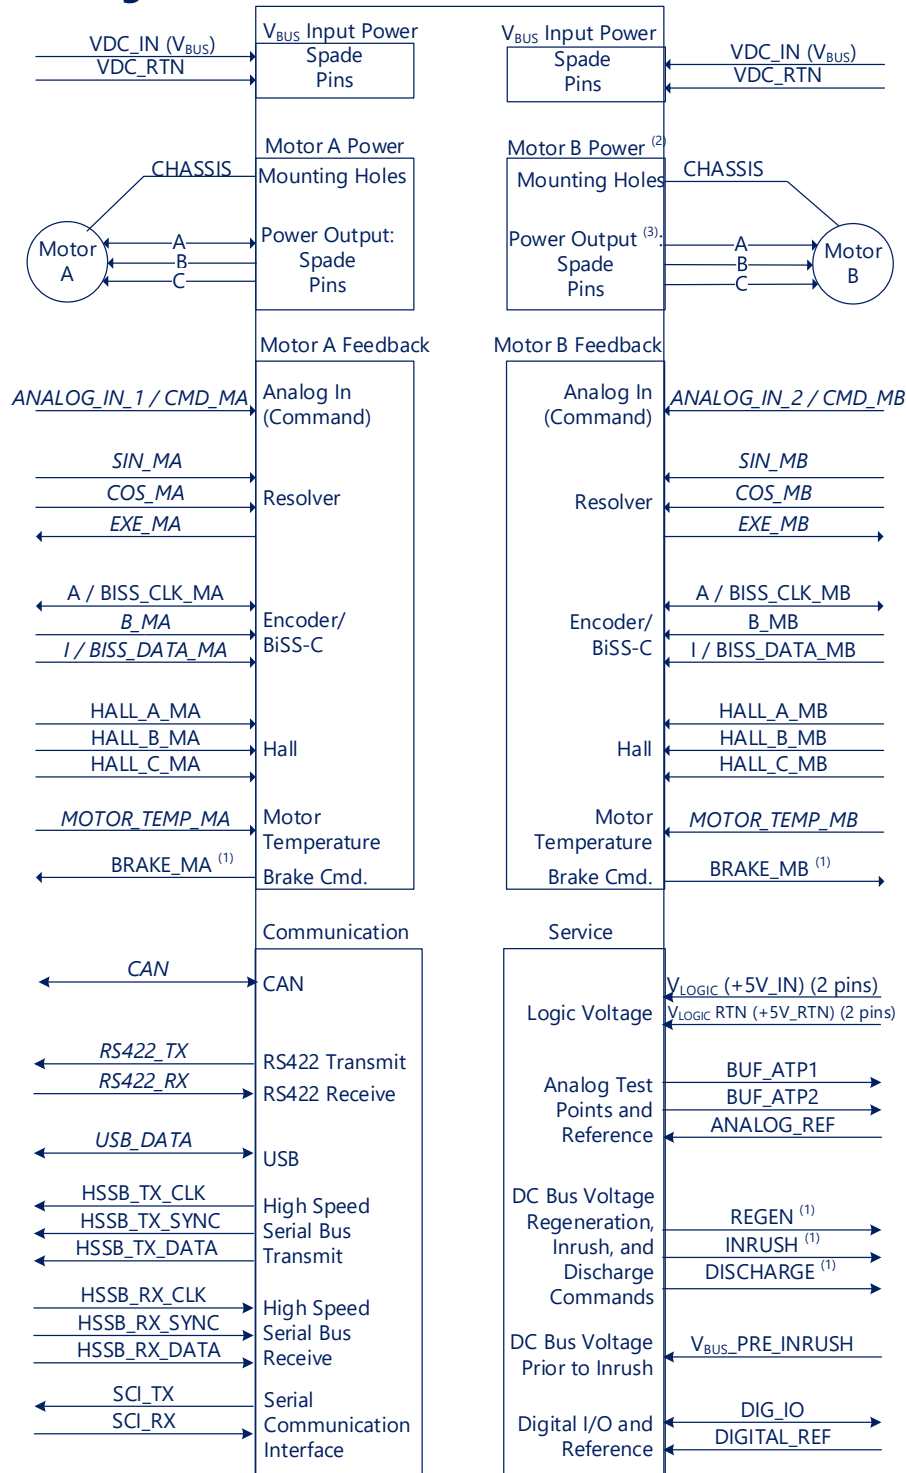 V_BUS Input Power
VDC_IN (V_BUS)
VDC_RTN
Spade
Pins
V_BUS Input Power
Spade
Pins
VDC_IN (V_BUS)
VDC_RTN
Motor A Power
CHASSIS
Mounting Holes
Motor
A
A
B
C
Power Output:
Spade
Pins
Motor B Power (2)
Mounting Holes
CHASSIS
Power Output (3):
Spade
Pins
A
B
C
Motor
B
Motor A Feedback
ANALOG_IN_1 / CMD_MA
Analog In
(Command)
SIN_MA
COS_MA
EXE_MA
Resolver
A / BISS_CLK_MA
B_MA
I / BISS_DATA_MA
Encoder/
BiSS-C
HALL_A_MA
HALL_B_MA
HALL_C_MA
Hall
MOTOR_TEMP_MA
Motor
Temperature
BRAKE_MA (1)
Brake Cmd.
Motor B Feedback
Analog In
(Command)
ANALOG_IN_2 / CMD_MB
Resolver
SIN_MB
COS_MB
EXE_MB
Encoder/
BiSS-C
A / BISS_CLK_MB
B_MB
I / BISS_DATA_MB
Hall
HALL_A_MB
HALL_B_MB
HALL_C_MB
Motor
Temperature
MOTOR_TEMP_MB
Brake Cmd.
BRAKE_MB (1)
Communication
CAN
CAN
RS422_TX
RS422 Transmit
RS422_RX
RS422 Receive
USB_DATA
USB
HSSB_TX_CLK
HSSB_TX_SYNC
HSSB_TX_DATA
High Speed
Serial Bus
Transmit
HSSB_RX_CLK
HSSB_RX_SYNC
HSSB_RX_DATA
High Speed
Serial Bus
Receive
SCI_TX
SCI_RX
Serial
Communication
Interface
Service
Logic Voltage
V_LOGIC (+5V_IN) (2 pins)
V_LOGIC RTN (+5V_RTN) (2 pins)
Analog Test
Points and
Reference
BUF_ATP1
BUF_ATP2
ANALOG_REF
DC Bus Voltage
Regeneration,
Inrush, and
Discharge
Commands
REGEN (1)
INRUSH (1)
DISCHARGE (1)
DC Bus Voltage
Prior to Inrush
V_BUS_PRE_INRUSH
Digital I/O and
Reference
DIG_IO
DIGITAL_REF